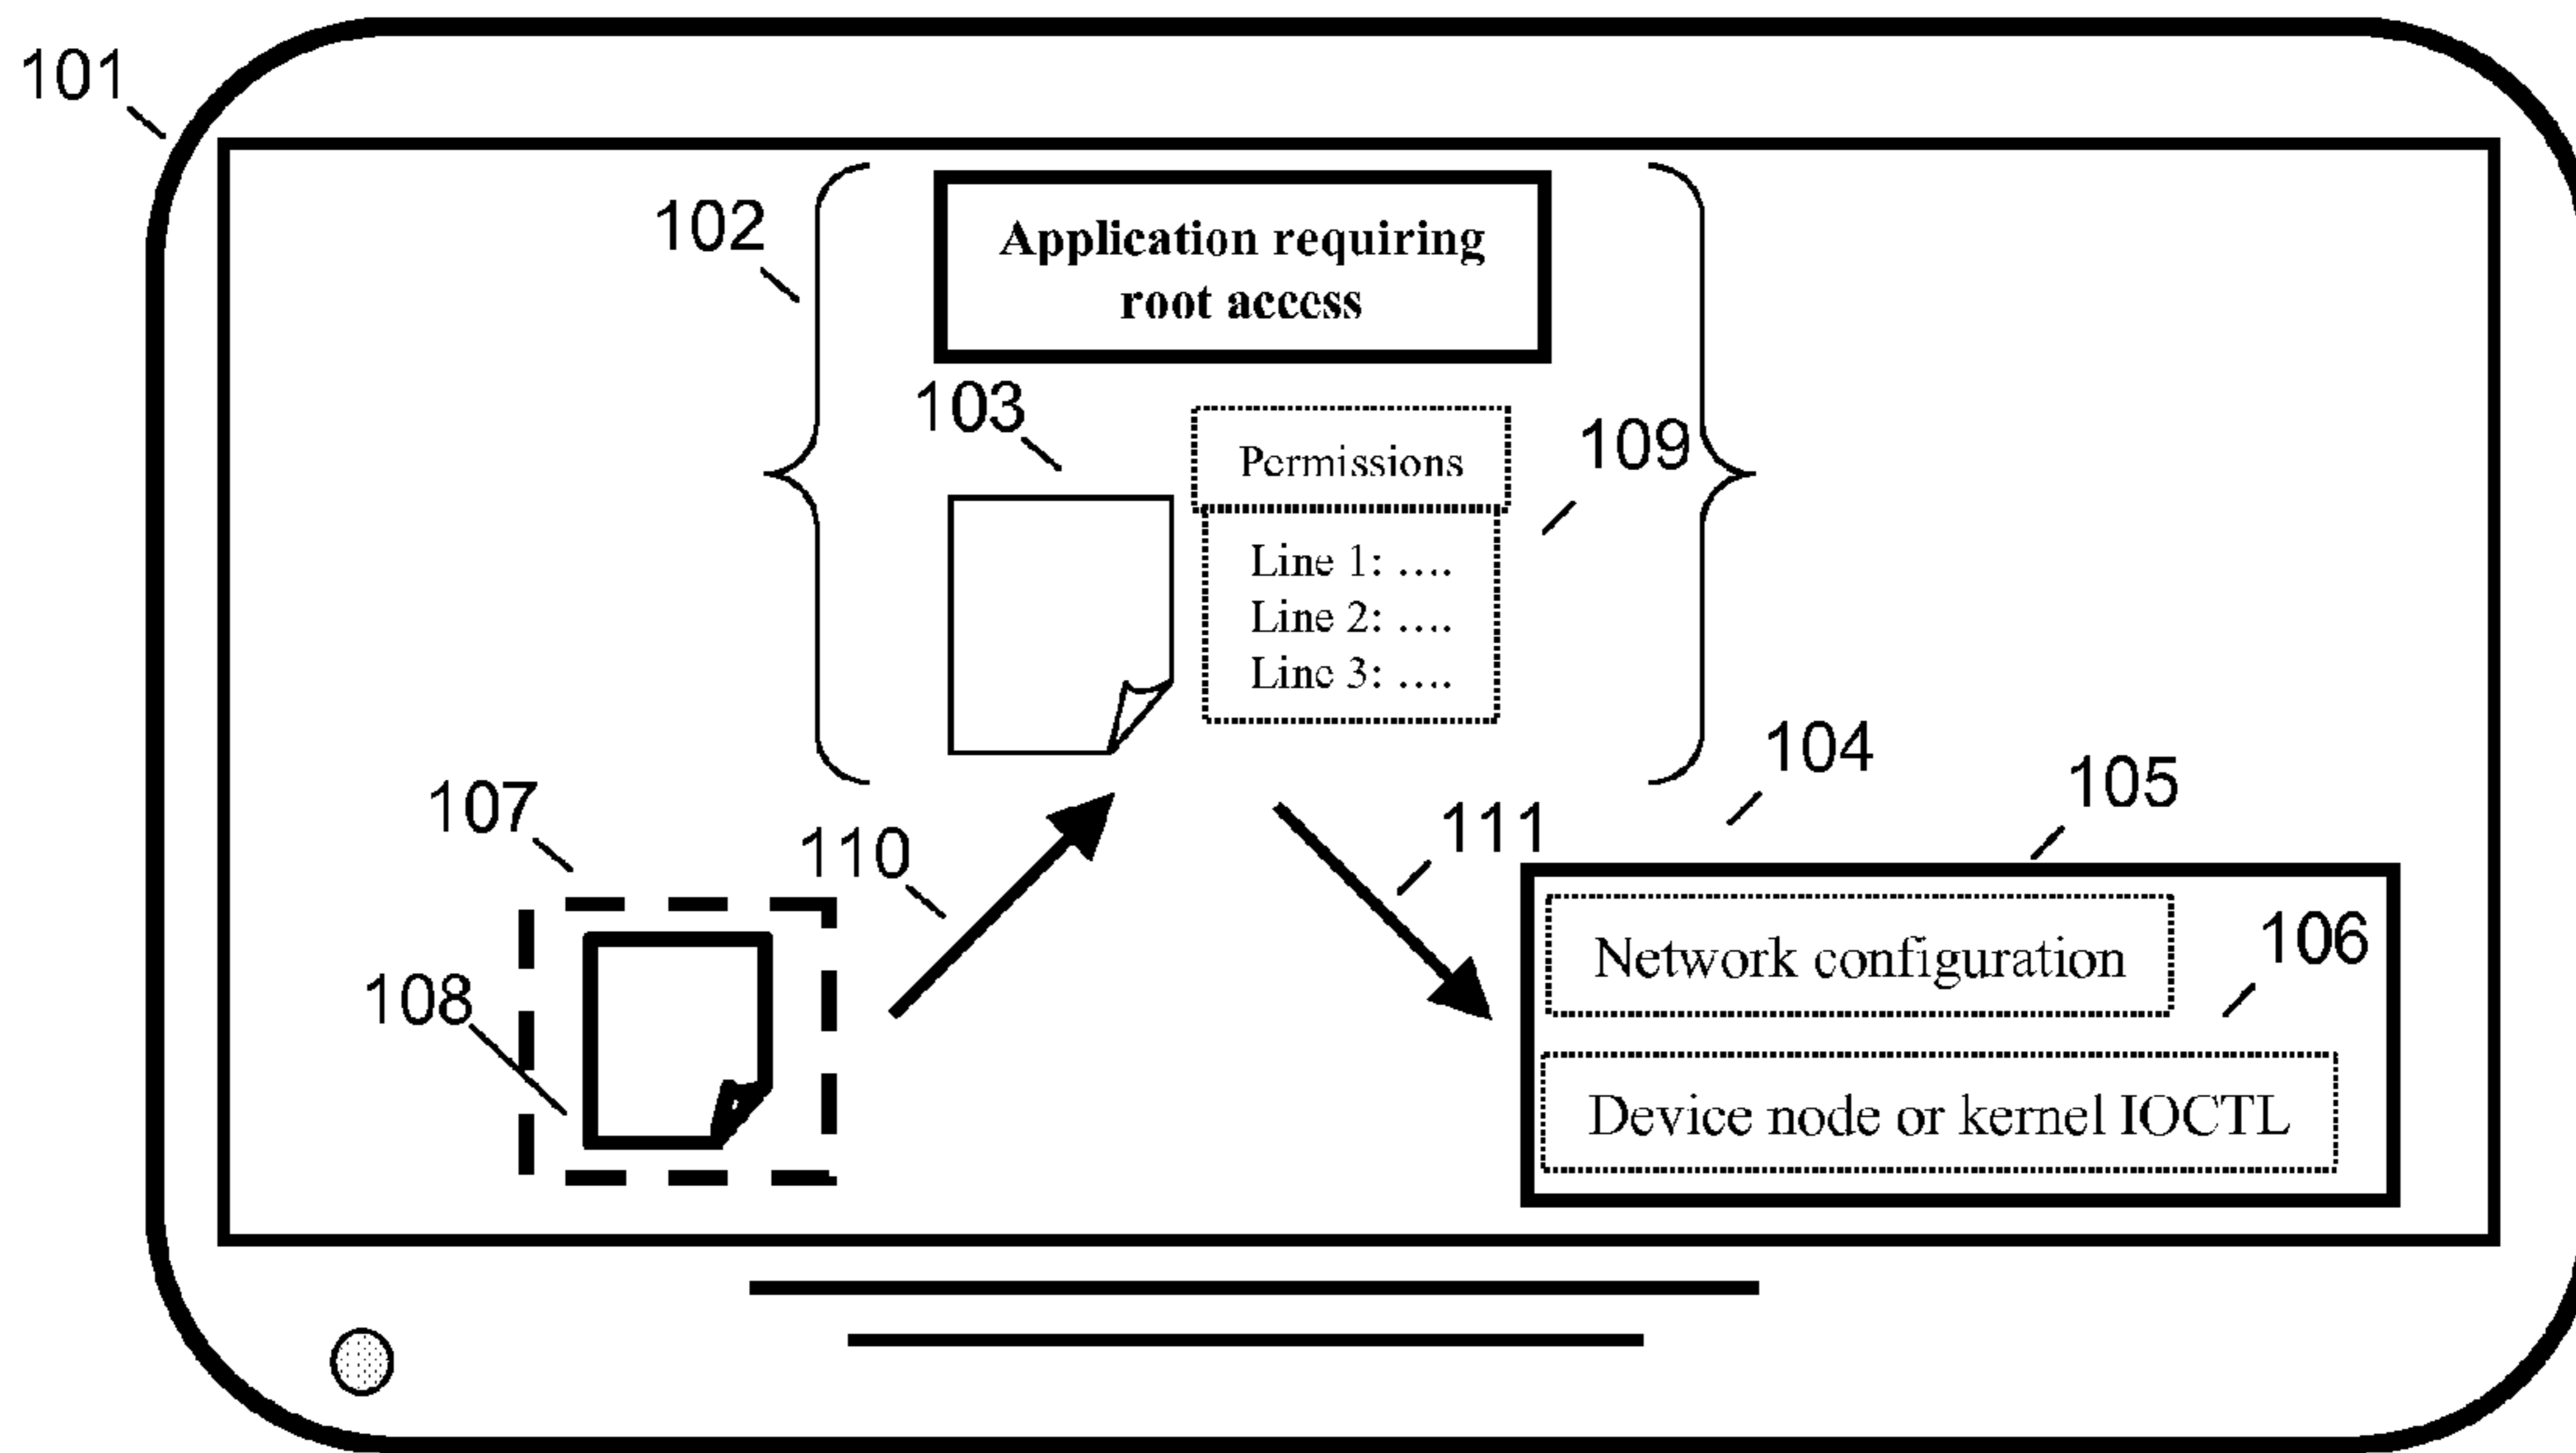 101
102
Application requiring
root access
103
Permissions
109
Line 1: ....
Line 2: ....
Line 3: ....
104
105
107
110
111
108
Network configuration
106
Device node or kernel IOCTL